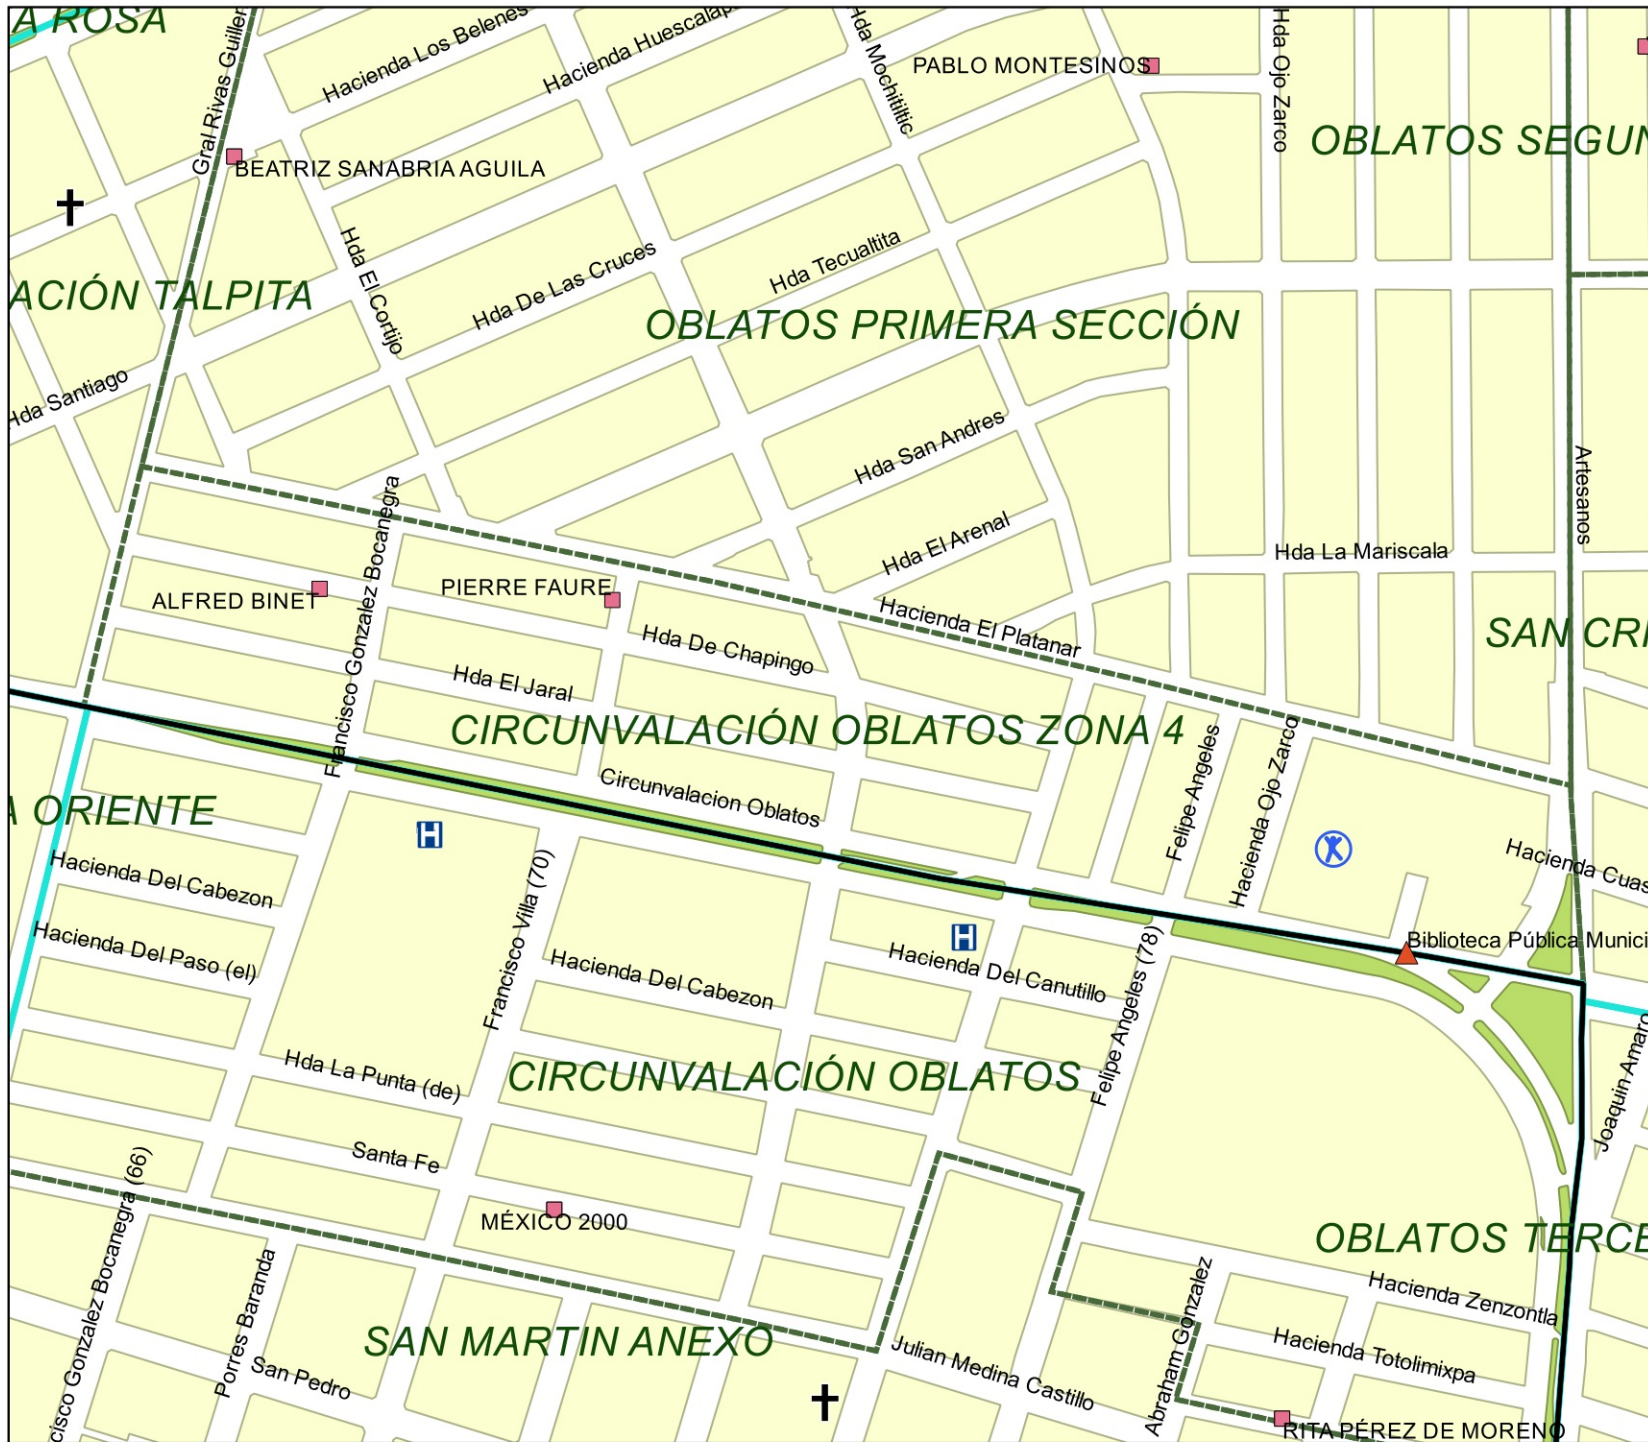 A ROSA
Gral Rivas Guillen
Hacienda Los Belenes
Hacienda Huescalap
Hda Mochitiltic
PABLO MONTESINOS
Hda Ojo Zarco
OBLATOS SEGUN
BEATRIZ SANABRIA AGUILA
Hda El Cortijo
Hda De Las Cruces
Hda Tecualtita
ACIÓN TALPITA
OBLATOS PRIMERA SECCIÓN
Hda Santiago
Hda San Andres
Artesanos
Francisco Gonzalez Bocanegra
Hda El Arenal
Hda La Mariscala
ALFRED BINET
PIERRE FAURE
Hacienda El Platanar
Hda De Chapingo
SAN CRI
Hda El Jaral
CIRCUNVALACIÓN OBLATOS ZONA 4
Felipe Angeles
Hacienda Ojo Zarco
Circunvalacion Oblatos
A ORIENTE
H
Hacienda Cuas
Hacienda Del Cabezon
Francisco Villa (70)
H
Biblioteca Pública Munici
Hacienda Del Paso (el)
Hacienda Del Cabezon
Hacienda Del Canutillo
Felipe Angeles (78)
Joaquin Amaro
Hda La Punta (de)
CIRCUNVALACIÓN OBLATOS
Santa Fe
cisco Gonzalez Bocanegra (66)
MÉXICO 2000
OBLATOS TERCE
Porres Baranda
Abraham Gonzalez
Hacienda Zenzontla
SAN MARTIN ANEXO
Julian Medina Castillo
Hacienda Totolimixpa
San Pedro
RITA PÉREZ DE MORENO